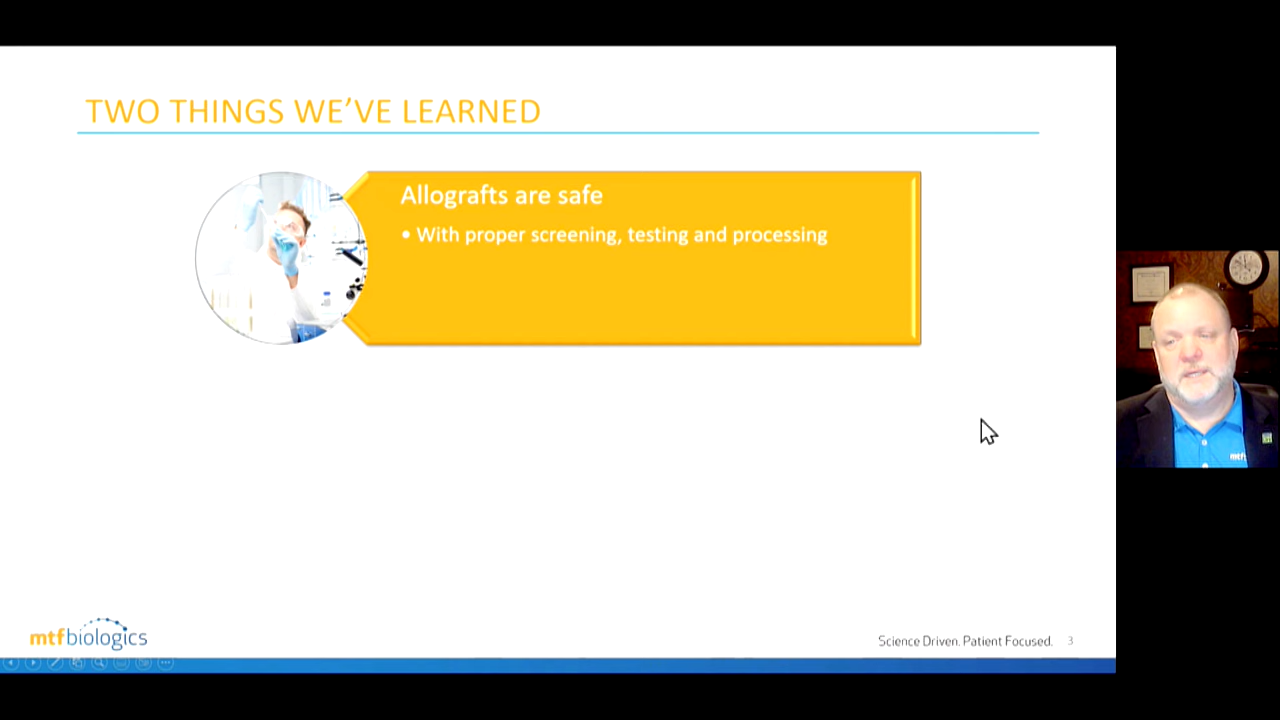 TWO THINGS WE'VE LEARNED
Allografts are safe
• With proper screening, testing and processing
mtfbiologics
Science Driven. Patient Focused. 3
mtf